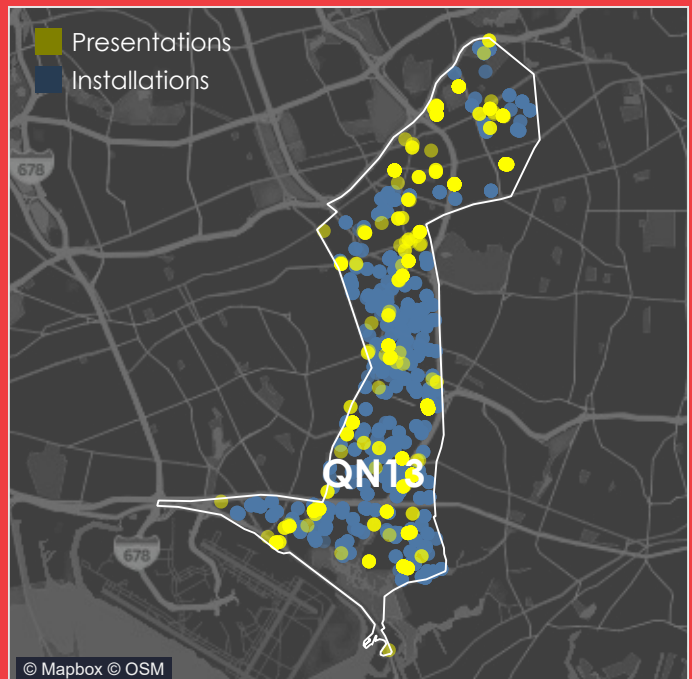 Presentations
Installations
678
QN13
678
© Mapbox © OSM